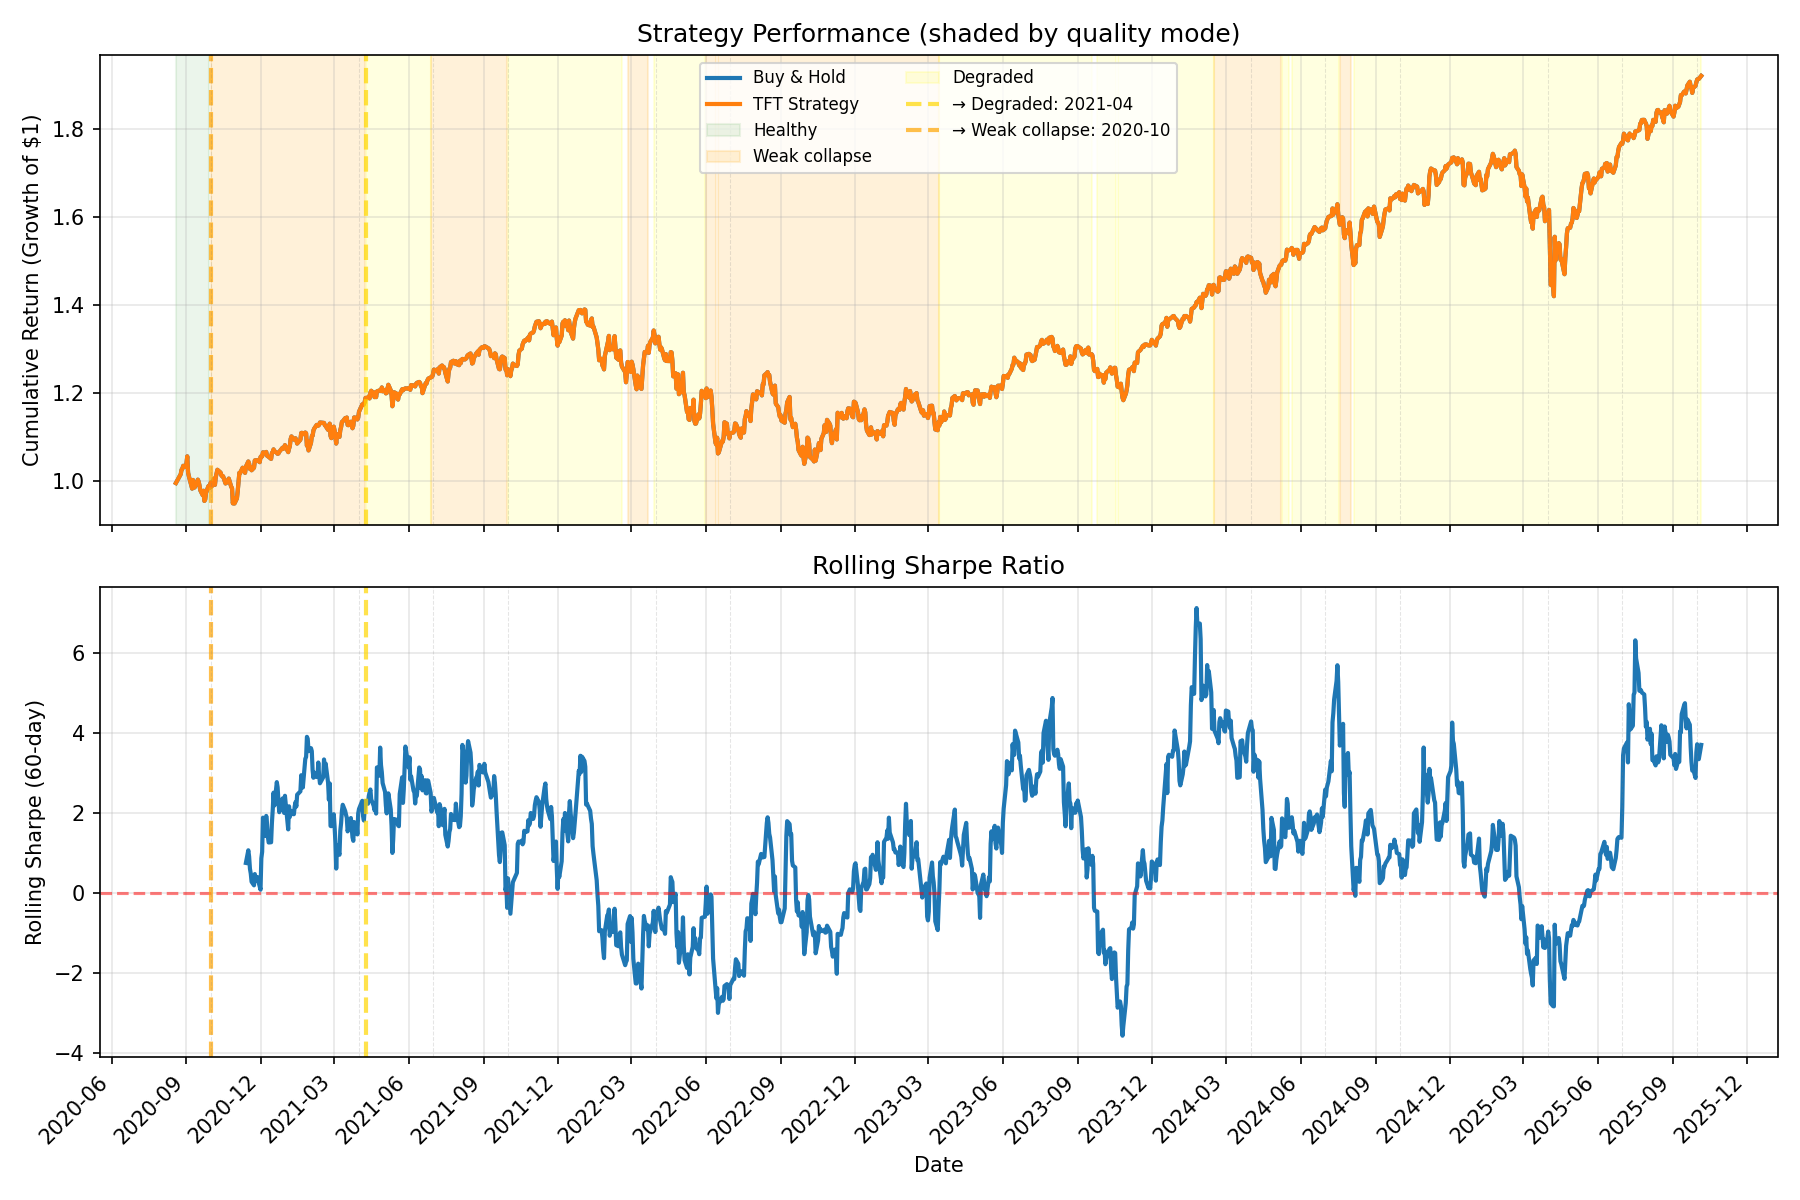 Strategy Performance (shaded by quality mode)
Cumulative Return (Growth of $1)
1.8
1.6
1.4
1.2
1.0
Buy & Hold
TFT Strategy
Healthy
Weak collapse
Degraded
→ Degraded: 2021-04
→ Weak collapse: 2020-10
Rolling Sharpe Ratio
Rolling Sharpe (60-day)
6
4
2
0
−2
−4
2020-06
2020-09
2020-12
2021-03
2021-06
2021-09
2021-12
2022-03
2022-06
2022-09
2022-12
2023-03
2023-06
2023-09
2023-12
2024-03
2024-06
2024-09
2024-12
2025-03
2025-06
2025-09
2025-12
Date